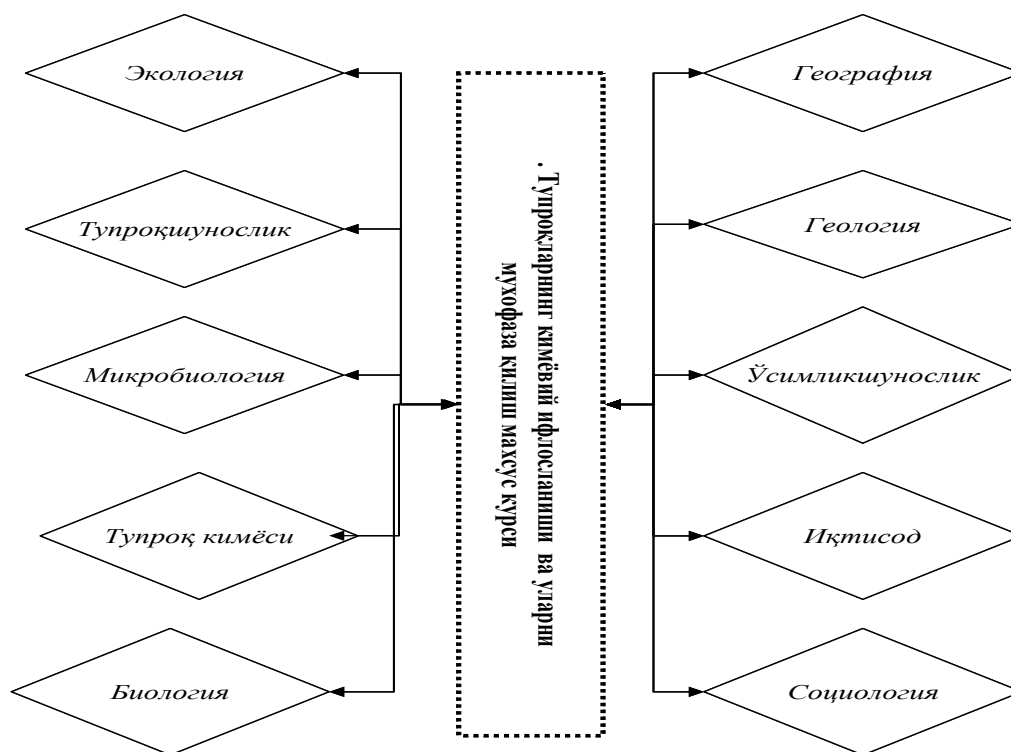 Экология
Тупроқшунослик
Микробиология
Тупроқ кимёси
Биология
. Тупроқларнинг кимёвий ифлосланиши ва уларни
мухофаза қилиш махсус курси
География
Геология
Ўсимликшунослик
Иқтисод
Социология